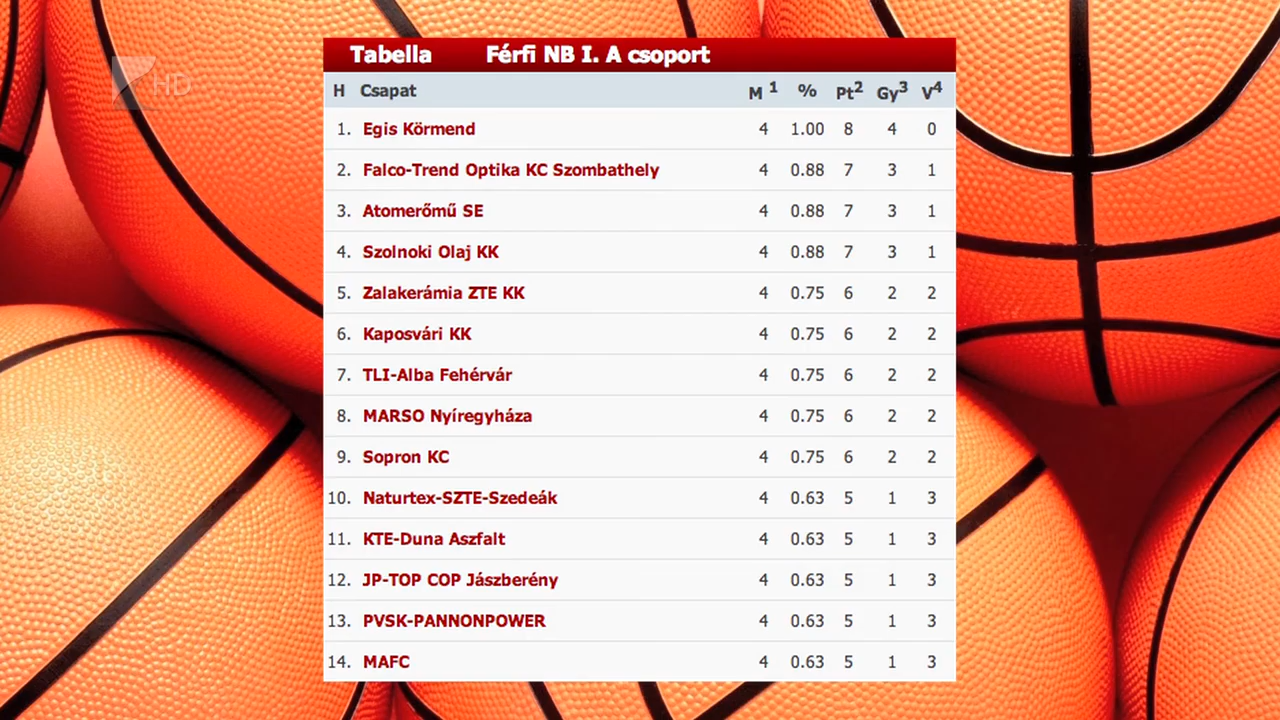 HD
Tabella Férfi NB I. A csoport
H Csapat M 1 % Pt2 Gy3 V4
1. Egis Körmend 4 1.00 8 4 0
2. Falco-Trend Optika KC Szombathely 4 0.88 7 3 1
3. Atomerőmű SE 4 0.88 7 3 1
4. Szolnoki Olaj KK 4 0.88 7 3 1
5. Zalakerámia ZTE KK 4 0.75 6 2 2
6. Kaposvári KK 4 0.75 6 2 2
7. TLI-Alba Fehérvár 4 0.75 6 2 2
8. MARSO Nyíregyháza 4 0.75 6 2 2
9. Sopron KC 4 0.75 6 2 2
10. Naturtex-SZTE-Szedeák 4 0.63 5 1 3
11. KTE-Duna Aszfalt 4 0.63 5 1 3
12. JP-TOP COP Jászberény 4 0.63 5 1 3
13. PVSK-PANNONPOWER 4 0.63 5 1 3
14. MAFC 4 0.63 5 1 3